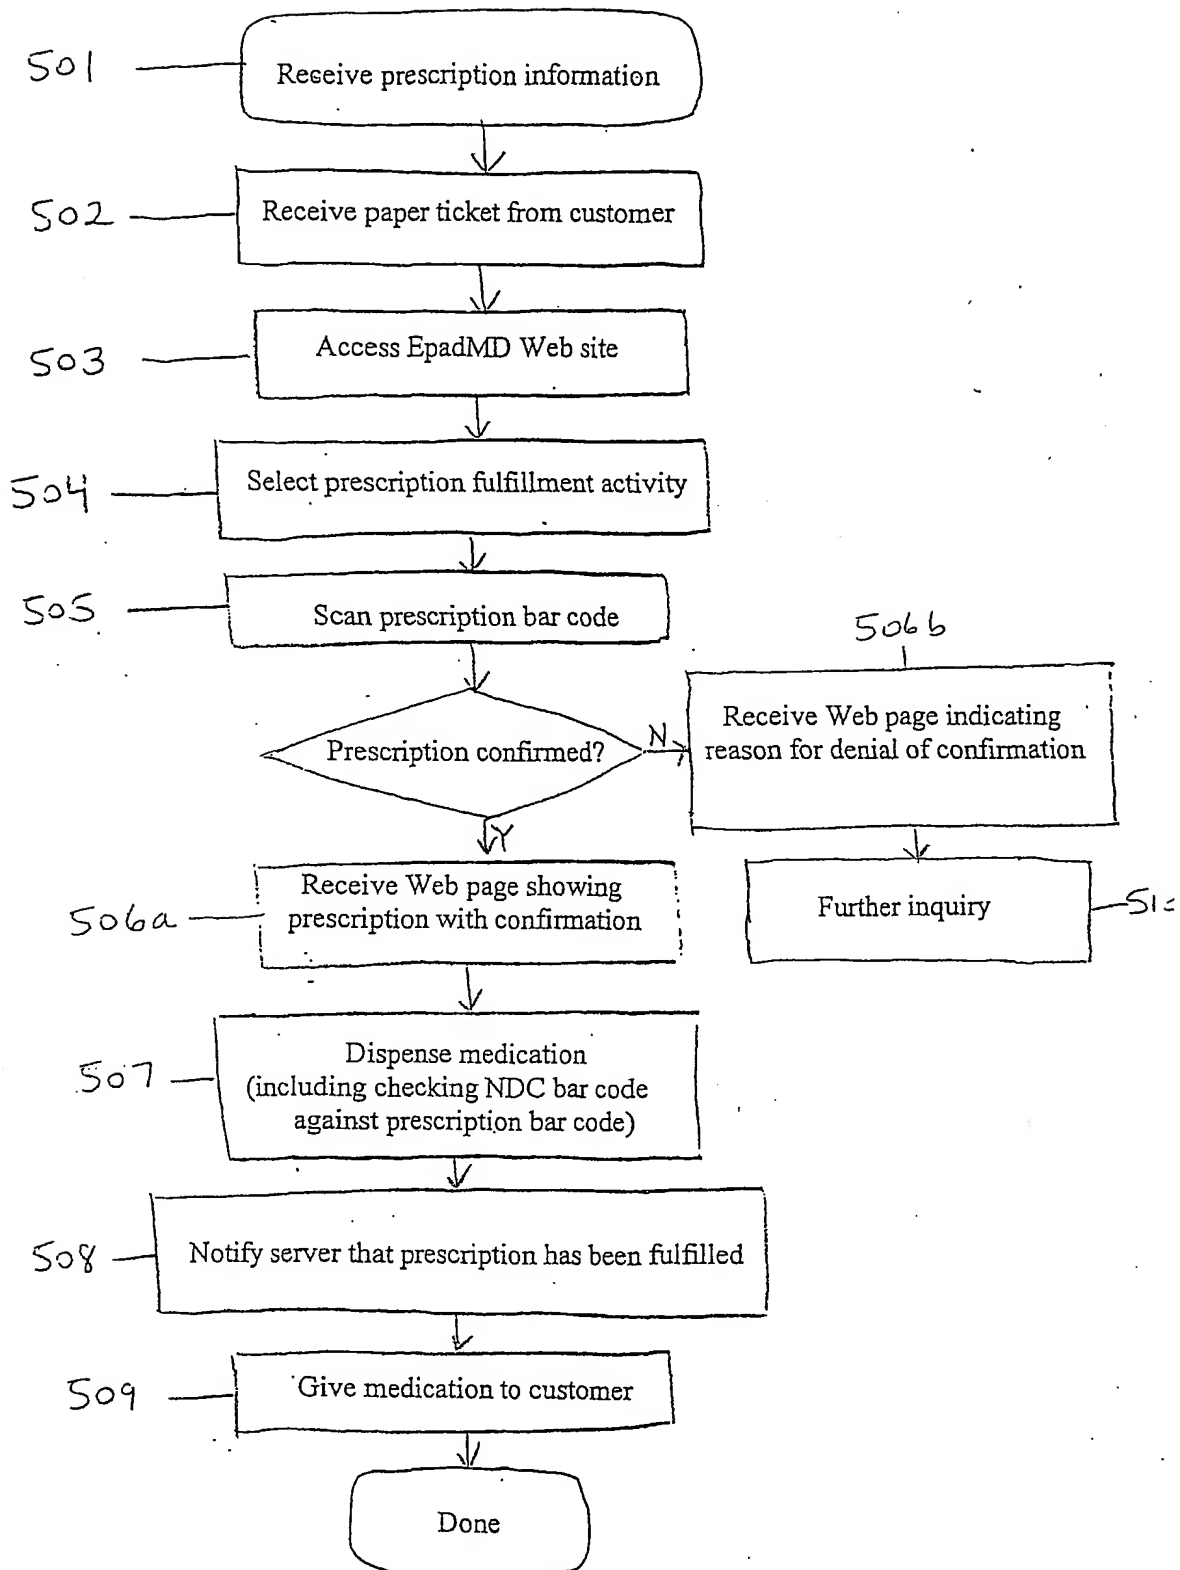 501
Receive prescription information
502
Receive paper ticket from customer
503
Access EpadMD Web site
504
Select prescription fulfillment activity
505
Scan prescription bar code
506b
Prescription confirmed?
N
Receive Web page indicating
reason for denial of confirmation
Y
506a
Receive Web page showing
prescription with confirmation
Further inquiry
507
Dispense medication
(including checking NDC bar code
against prescription bar code)
508
Notify server that prescription has been fulfilled
509
Give medication to customer
Done